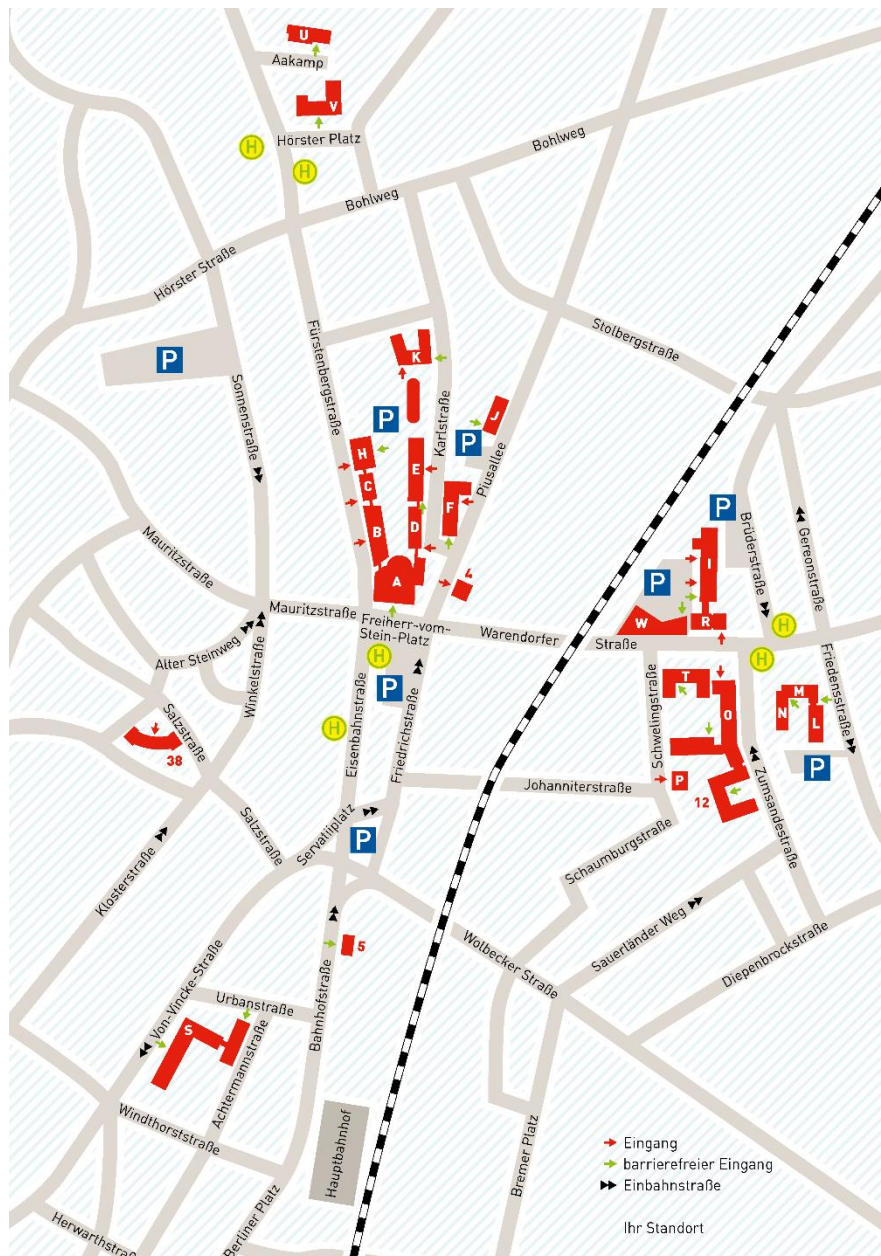 U
Aakamp
V
Hörster Platz
H
H
Bohlweg
Bohlweg
Hörster Straße
P
Sonnenstraße
Fürstenbergstraße
Stolbergstraße
K
Karlstraße
P
P
J
Piusallee
H
C
E
F
B
D
A
4
Mauritzstraße
Mauritzstraße
Freiherr-vom-
Stein-Platz
Warendorfer
Straße
P
P
I
Brüderstraße
Gereonstraße
W
R
H
H
H
P
Alter Steinweg
Winkelstraße
Salzstraße
38
H
Eisenbahnstraße
Friedrichstraße
Schwelingstraße
T
O
M
N
L
Friedensstraße
P
P
12
Zumsandestraße
Johanniterstraße
Servatiiplatz
P
Salzstraße
Klosterstraße
Schaumburgstraße
Sauerländer Weg
Diepenbrockstraße
Wolbecker Straße
5
Bahnhofstraße
Von-Vincke-Straße
Urbanstraße
S
Achtermannstraße
Windthorststraße
Hauptbahnhof
Bremer Platz
Berliner Platz
Herwarthstraße
Eingang
barrierefreier Eingang
Einbahnstraße
Ihr Standort